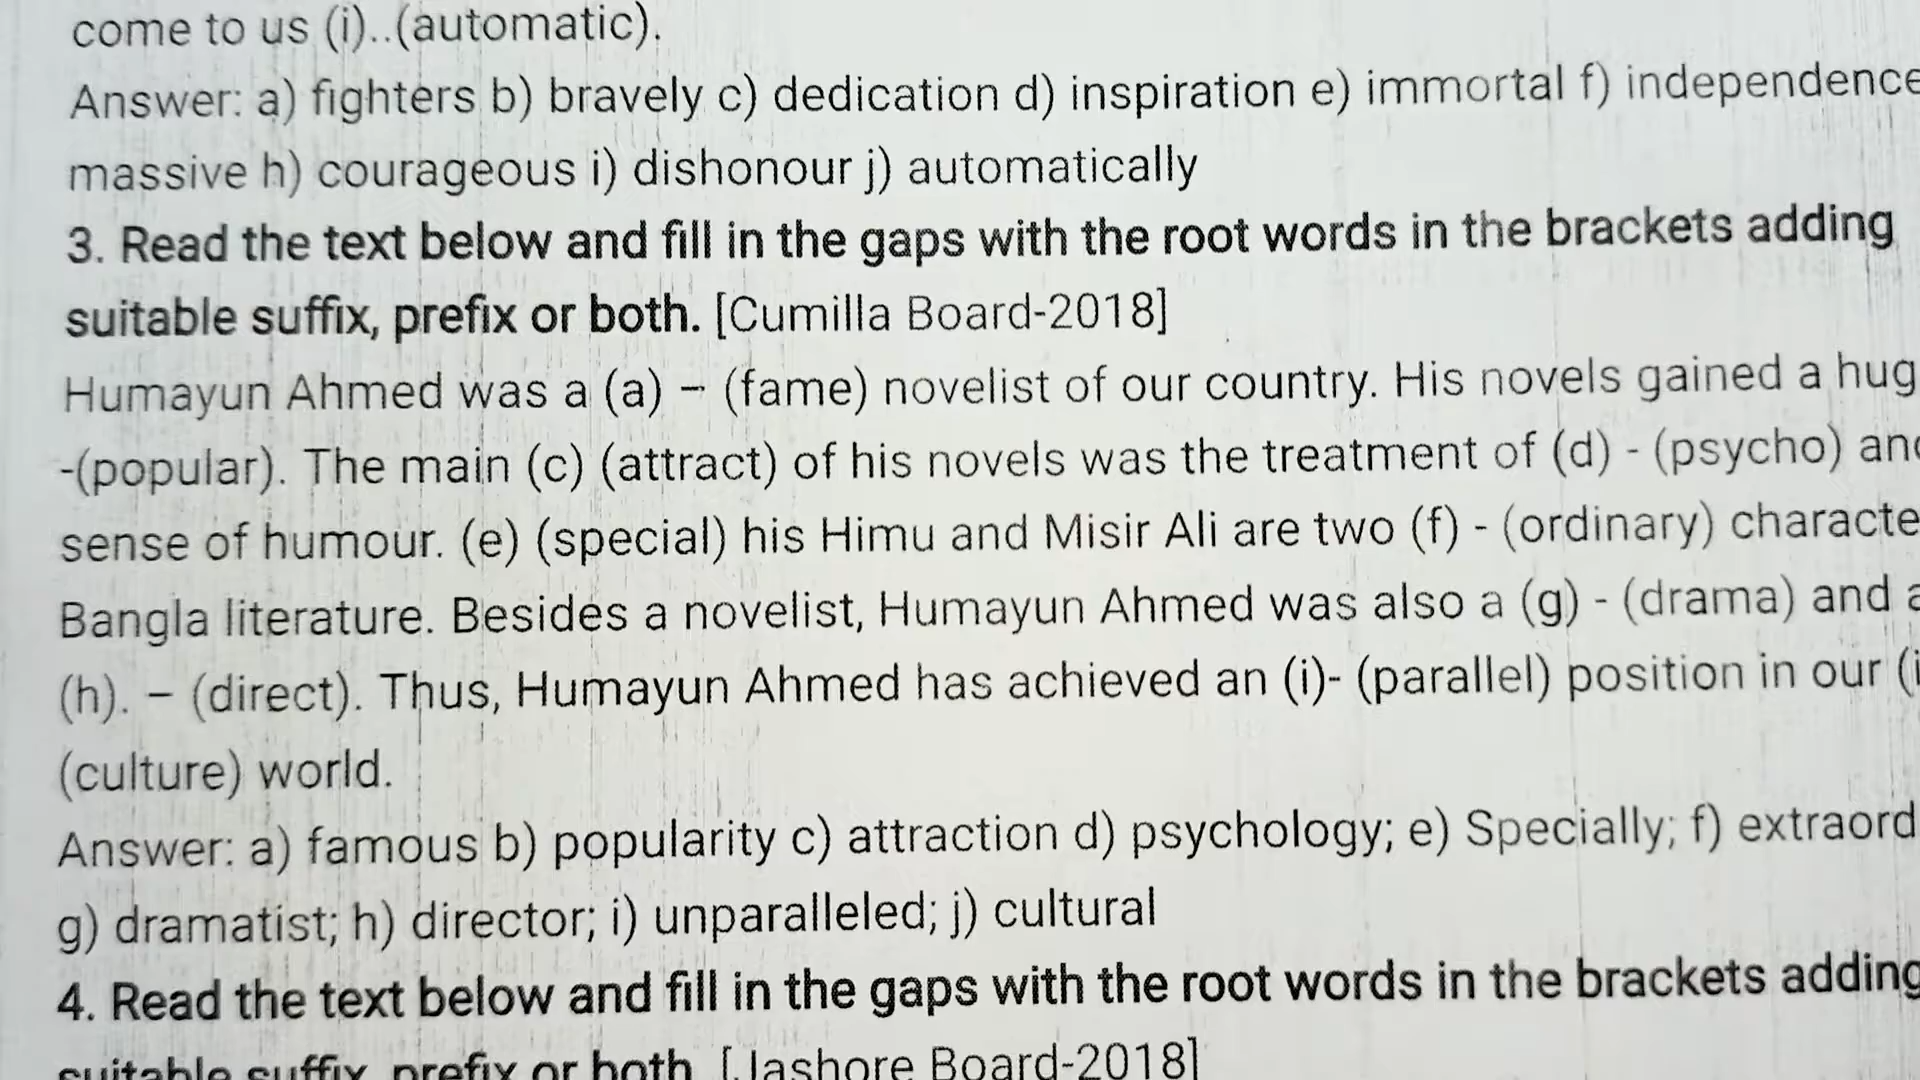 come to us (i)..(automatic).
Answer: a) fighters b) bravely c) dedication d) inspiration e) immortal f) independence
massive h) courageous i) dishonour j) automatically
3. Read the text below and fill in the gaps with the root words in the brackets adding
suitable suffix, prefix or both. [Cumilla Board-2018]
Humayun Ahmed was a (a) – (fame) novelist of our country. His novels gained a
-(popular). The main (c) (attract) of his novels was the treatment of (d) - (psycho)
sense of humour. (e) (special) his Himu and Misir Ali are two (f) - (ordinary)
Bangla literature. Besides a novelist, Humayun Ahmed was also a (g) - (drama) and
(h). – (direct). Thus, Humayun Ahmed has achieved an (i)- (parallel) position in our
(culture) world.
Answer: a) famous b) popularity c) attraction d) psychology; e) Specially; f)
g) dramatist; h) director; i) unparalleled; j) cultural
4. Read the text below and fill in the gaps with the root words in the brackets adding
suitable suffix, prefix or both. [Jashore Board-2018]